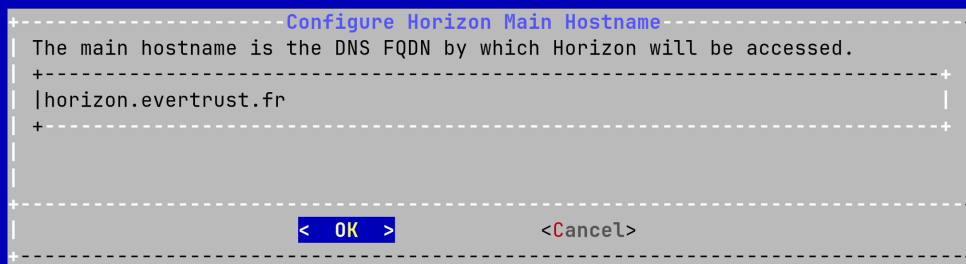 Configure Horizon Main Hostname
The main hostname is the DNS FQDN by which Horizon will be accessed.
horizon.evertrust.fr
< OK > <Cancel>